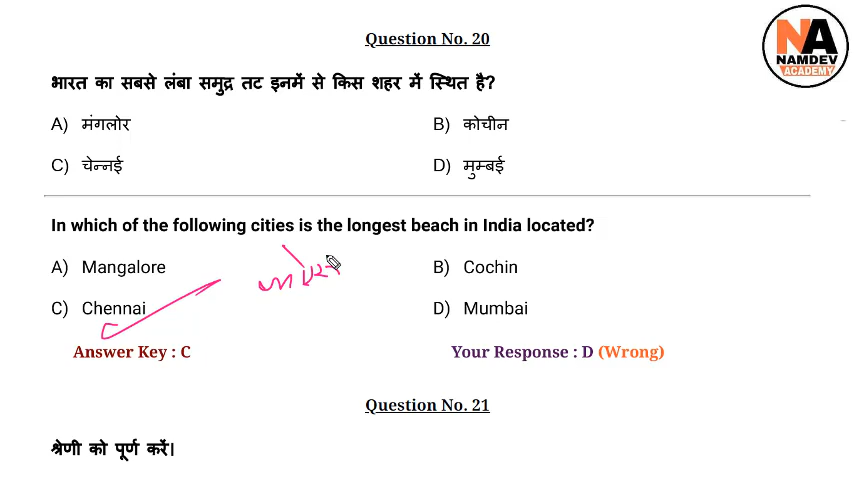 Question No. 20
NA
NAMDEV
ACADEMY
भारत का सबसे लंबा समुद्र तट इनमें से किस शहर में स्थित है?
A) मंगलोर
B) कोचीन
C) चेन्नई
D) मुम्बई
In which of the following cities is the longest beach in India located?
A) Mangalore
B) Cochin
C) Chennai
D) Mumbai
Answer Key : C
Your Response : D (Wrong)
Question No. 21
श्रेणी को पूर्ण करें।